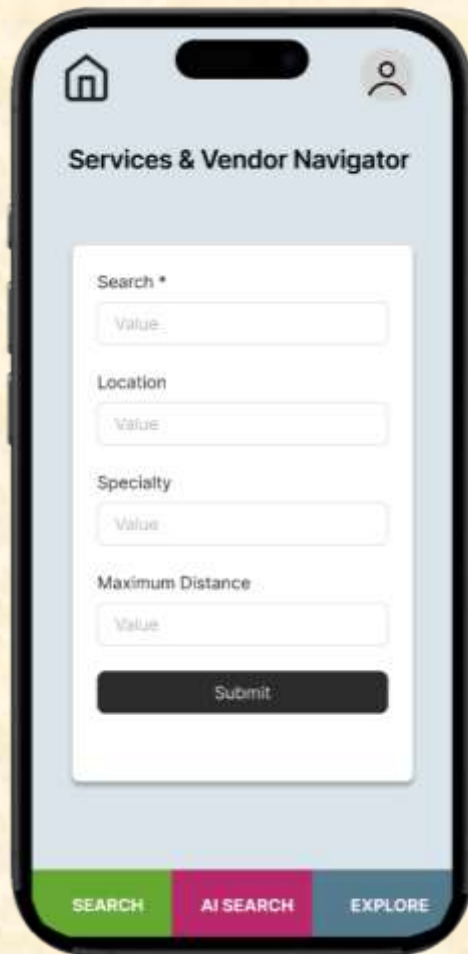 Services & Vendor Navigator
Search *
Value
Location
Value
Specialty
Value
Maximum Distance
Value
Submit
SEARCH AI SEARCH EXPLORE